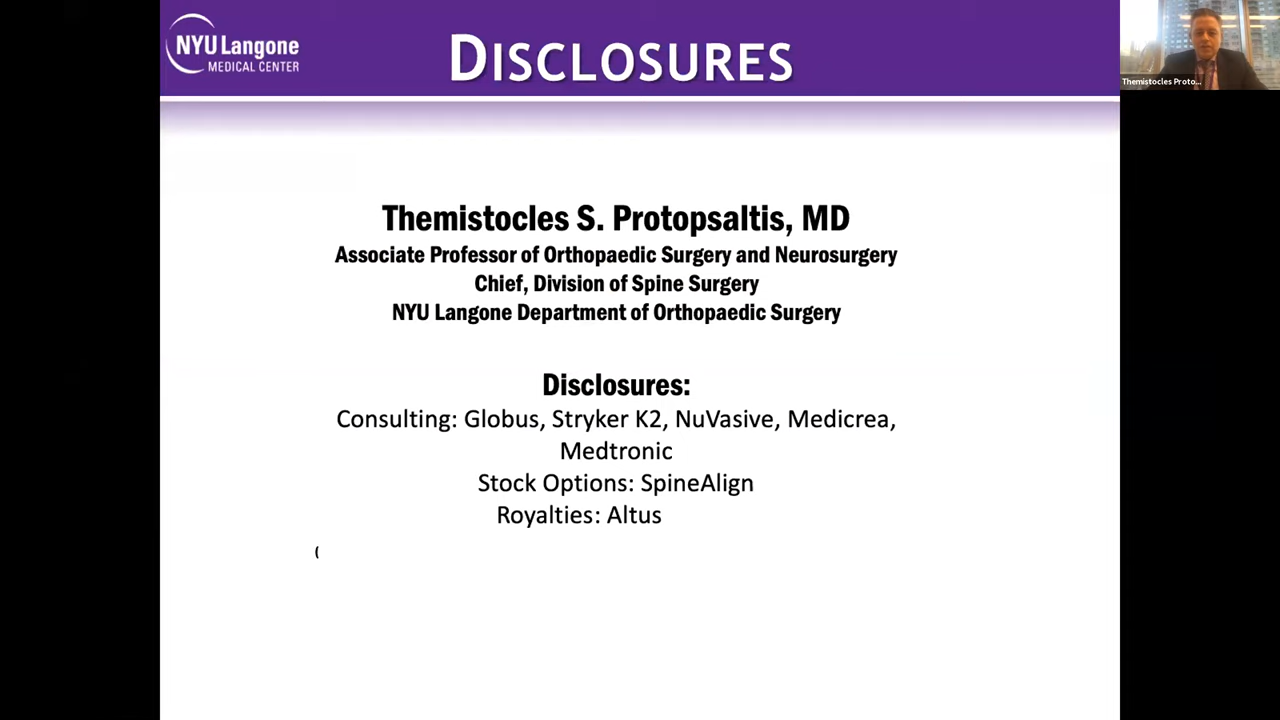 NYU Langone
MEDICAL CENTER
DISCLOSURES
Themistocles Proto...
Themistocles S. Protopsaltis, MD
Associate Professor of Orthopaedic Surgery and Neurosurgery
Chief, Division of Spine Surgery
NYU Langone Department of Orthopaedic Surgery
Disclosures:
Consulting: Globus, Stryker K2, NuVasive, Medicrea,
Medtronic
Stock Options: SpineAlign
Royalties: Altus
(